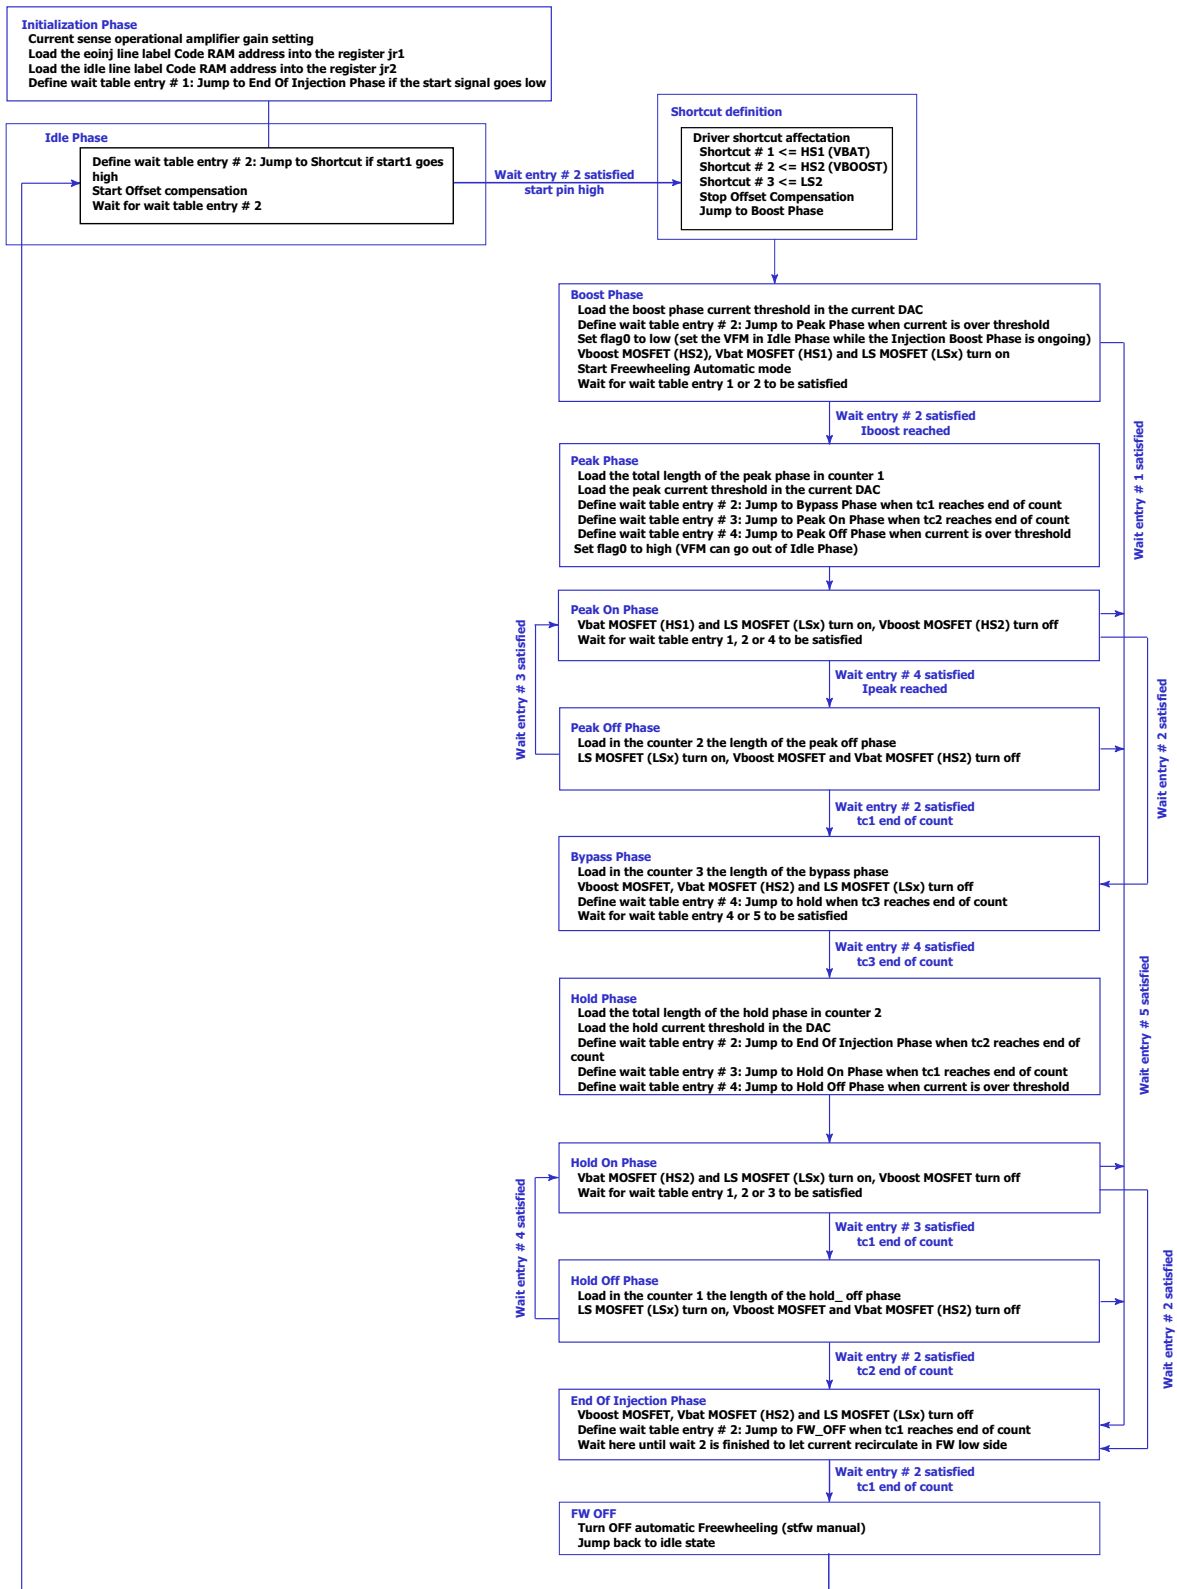 Initialization Phase
Current sense operational amplifier gain setting
Load the eoinj line label Code RAM address into the register jr1
Load the idle line label Code RAM address into the register jr2
Define wait table entry # 1: Jump to End Of Injection Phase if the start signal goes low
Idle Phase
Define wait table entry # 2: Jump to Shortcut if start1 goes
high
Start Offset compensation
Wait for wait table entry # 2
Wait entry # 2 satisfied
start pin high
Shortcut definition
Driver shortcut affectation
Shortcut # 1 <= HS1 (VBAT)
Shortcut # 2 <= HS2 (VBOOST)
Shortcut # 3 <= LS2
Stop Offset Compensation
Jump to Boost Phase
Boost Phase
Load the boost phase current threshold in the current DAC
Define wait table entry # 2: Jump to Peak Phase when current is over threshold
Set flag0 to low (set the VFM in Idle Phase while the Injection Boost Phase is ongoing)
Vboost MOSFET (HS2), Vbat MOSFET (HS1) and LS MOSFET (LSx) turn on
Start Freewheeling Automatic mode
Wait for wait table entry 1 or 2 to be satisfied
Wait entry # 2 satisfied
Iboost reached
Wait entry # 1 satisfied
Peak Phase
Load the total length of the peak phase in counter 1
Load the peak current threshold in the current DAC
Define wait table entry # 2: Jump to Bypass Phase when tc1 reaches end of count
Define wait table entry # 3: Jump to Peak On Phase when tc2 reaches end of count
Define wait table entry # 4: Jump to Peak Off Phase when current is over threshold
Set flag0 to high (VFM can go out of Idle Phase)
Peak On Phase
Vbat MOSFET (HS1) and LS MOSFET (LSx) turn on, Vboost MOSFET (HS2) turn off
Wait for wait table entry 1, 2 or 4 to be satisfied
Wait entry # 3 satisfied
Wait entry # 4 satisfied
Ipeak reached
Wait entry # 2 satisfied
Peak Off Phase
Load in the counter 2 the length of the peak off phase
LS MOSFET (LSx) turn on, Vboost MOSFET and Vbat MOSFET (HS2) turn off
Wait entry # 2 satisfied
tc1 end of count
Bypass Phase
Load in the counter 3 the length of the bypass phase
Vboost MOSFET, Vbat MOSFET (HS2) and LS MOSFET (LSx) turn off
Define wait table entry # 4: Jump to hold when tc3 reaches end of count
Wait for wait table entry 4 or 5 to be satisfied
Wait entry # 4 satisfied
tc3 end of count
Wait entry # 5 satisfied
Hold Phase
Load the total length of the hold phase in counter 2
Load the hold current threshold in the DAC
Define wait table entry # 2: Jump to End Of Injection Phase when tc2 reaches end of
count
Define wait table entry # 3: Jump to Hold On Phase when tc1 reaches end of count
Define wait table entry # 4: Jump to Hold Off Phase when current is over threshold
Hold On Phase
Vbat MOSFET (HS2) and LS MOSFET (LSx) turn on, Vboost MOSFET turn off
Wait for wait table entry 1, 2 or 3 to be satisfied
Wait entry # 4 satisfied
Wait entry # 3 satisfied
tc1 end of count
Wait entry # 2 satisfied
Hold Off Phase
Load in the counter 1 the length of the hold_ off phase
LS MOSFET (LSx) turn on, Vboost MOSFET and Vbat MOSFET (HS2) turn off
Wait entry # 2 satisfied
tc2 end of count
End Of Injection Phase
Vboost MOSFET, Vbat MOSFET (HS2) and LS MOSFET (LSx) turn off
Define wait table entry # 2: Jump to FW_OFF when tc1 reaches end of count
Wait here until wait 2 is finished to let current recirculate in FW low side
Wait entry # 2 satisfied
tc1 end of count
FW OFF
Turn OFF automatic Freewheeling (stfw manual)
Jump back to idle state